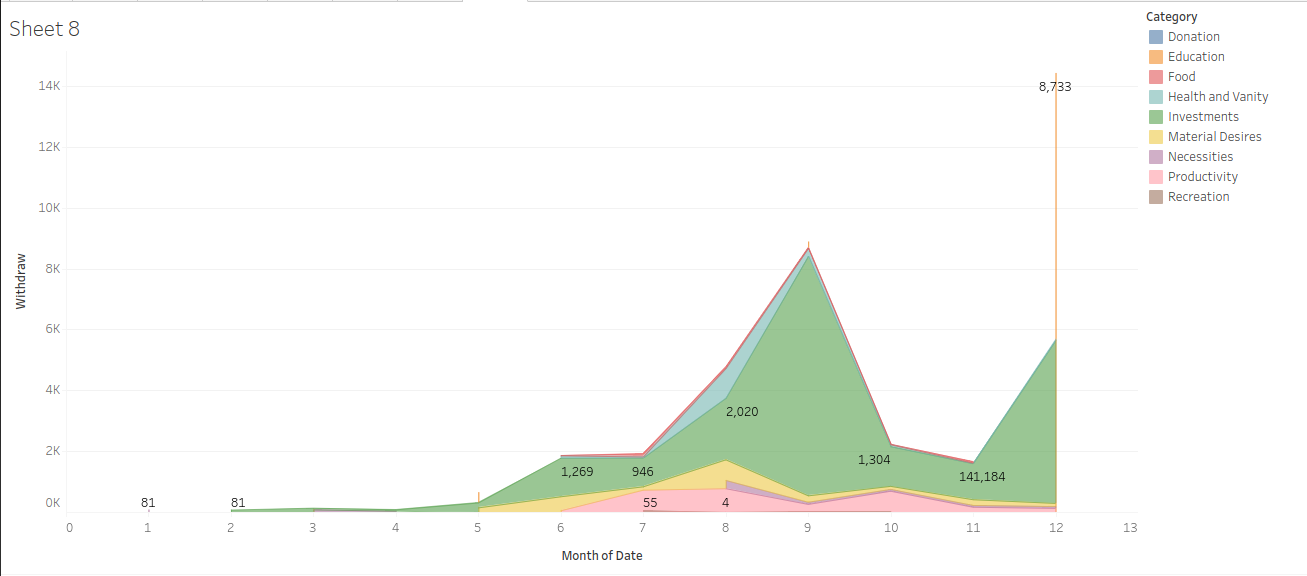 Sheet 8
Category
Donation
Education
Food
Health and Vanity
Investments
Material Desires
Necessities
Productivity
Recreation
Withdraw
14K
12K
10K
8K
6K
4K
2K
0K
8,733
2,020
1,304
1,269
946
141,184
81
81
55
4
0
1
2
3
4
5
6
7
8
9
10
11
12
13
Month of Date